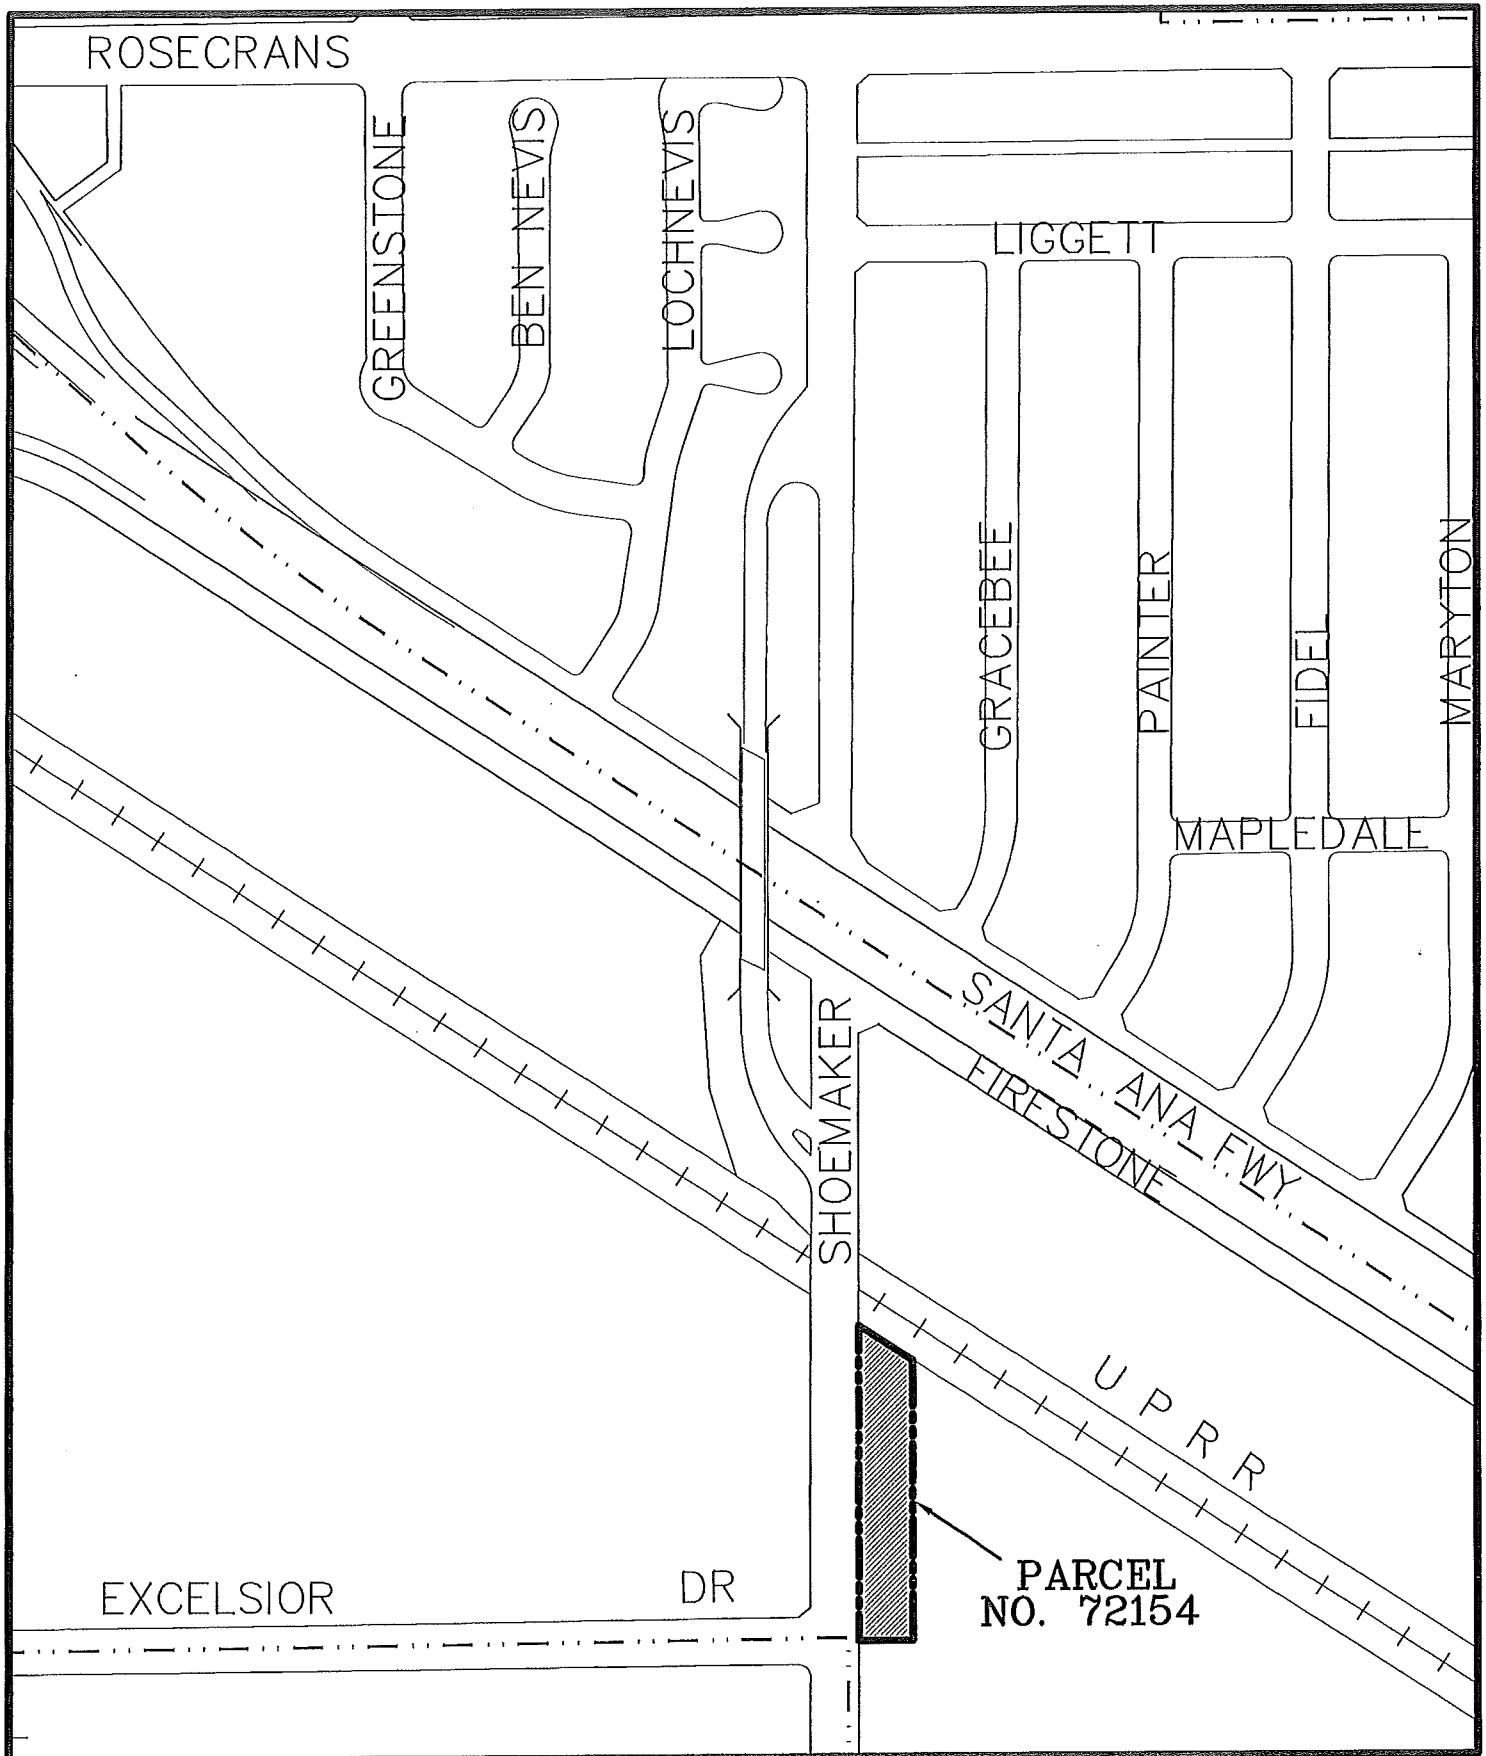 ROSECRANS
GREENSTONE
BEN NEVIS
LOCHNEVIS
LIGGETT
GRACEBEE
PAINTER
FIDEL
MARYTON
MAPLEDALE
SANTA ANA FWY
FIRESTONE
SHOEMAKER
U P R R
PARCEL
NO. 72154
EXCELSIOR DR